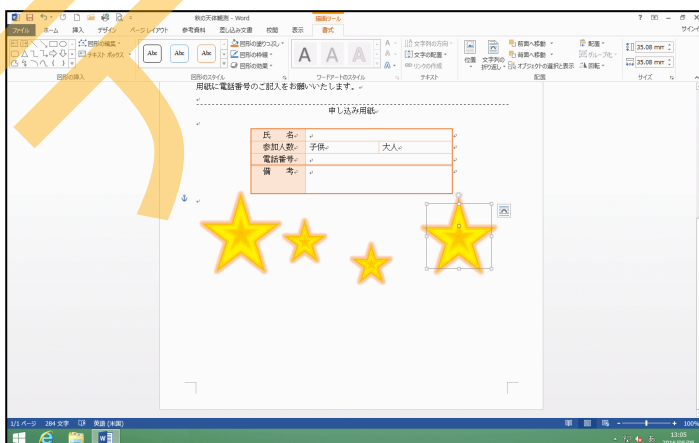 秋の天体観測 - Word
描画ツール
サインイ
ファイル ホーム 挿入 デザイン ページ レイアウト 参考資料 差し込み文書 校閲 表示 書式
図形の編集
テキスト ボックス
Abc Abc Abc
図形の塗りつぶし
図形の枠線
図形の効果
A A A
文字列の方向
文字の配置
リンクの作成
位置
文字列の折り返し
前面へ移動
背面へ移動
オブジェクトの選択と表示
配置
グループ化
回転
35.08 mm
35.08 mm
図形の挿入 図形のスタイル ワードアートのスタイル テキスト 配置 サイズ
用紙に電話番号のご記入をお願いいたします。
申し込み用紙
氏 名
参加人数 子供 大人
電話番号
備 考
1/1 ページ 284 文字 英語 (米国) 100%
13:05